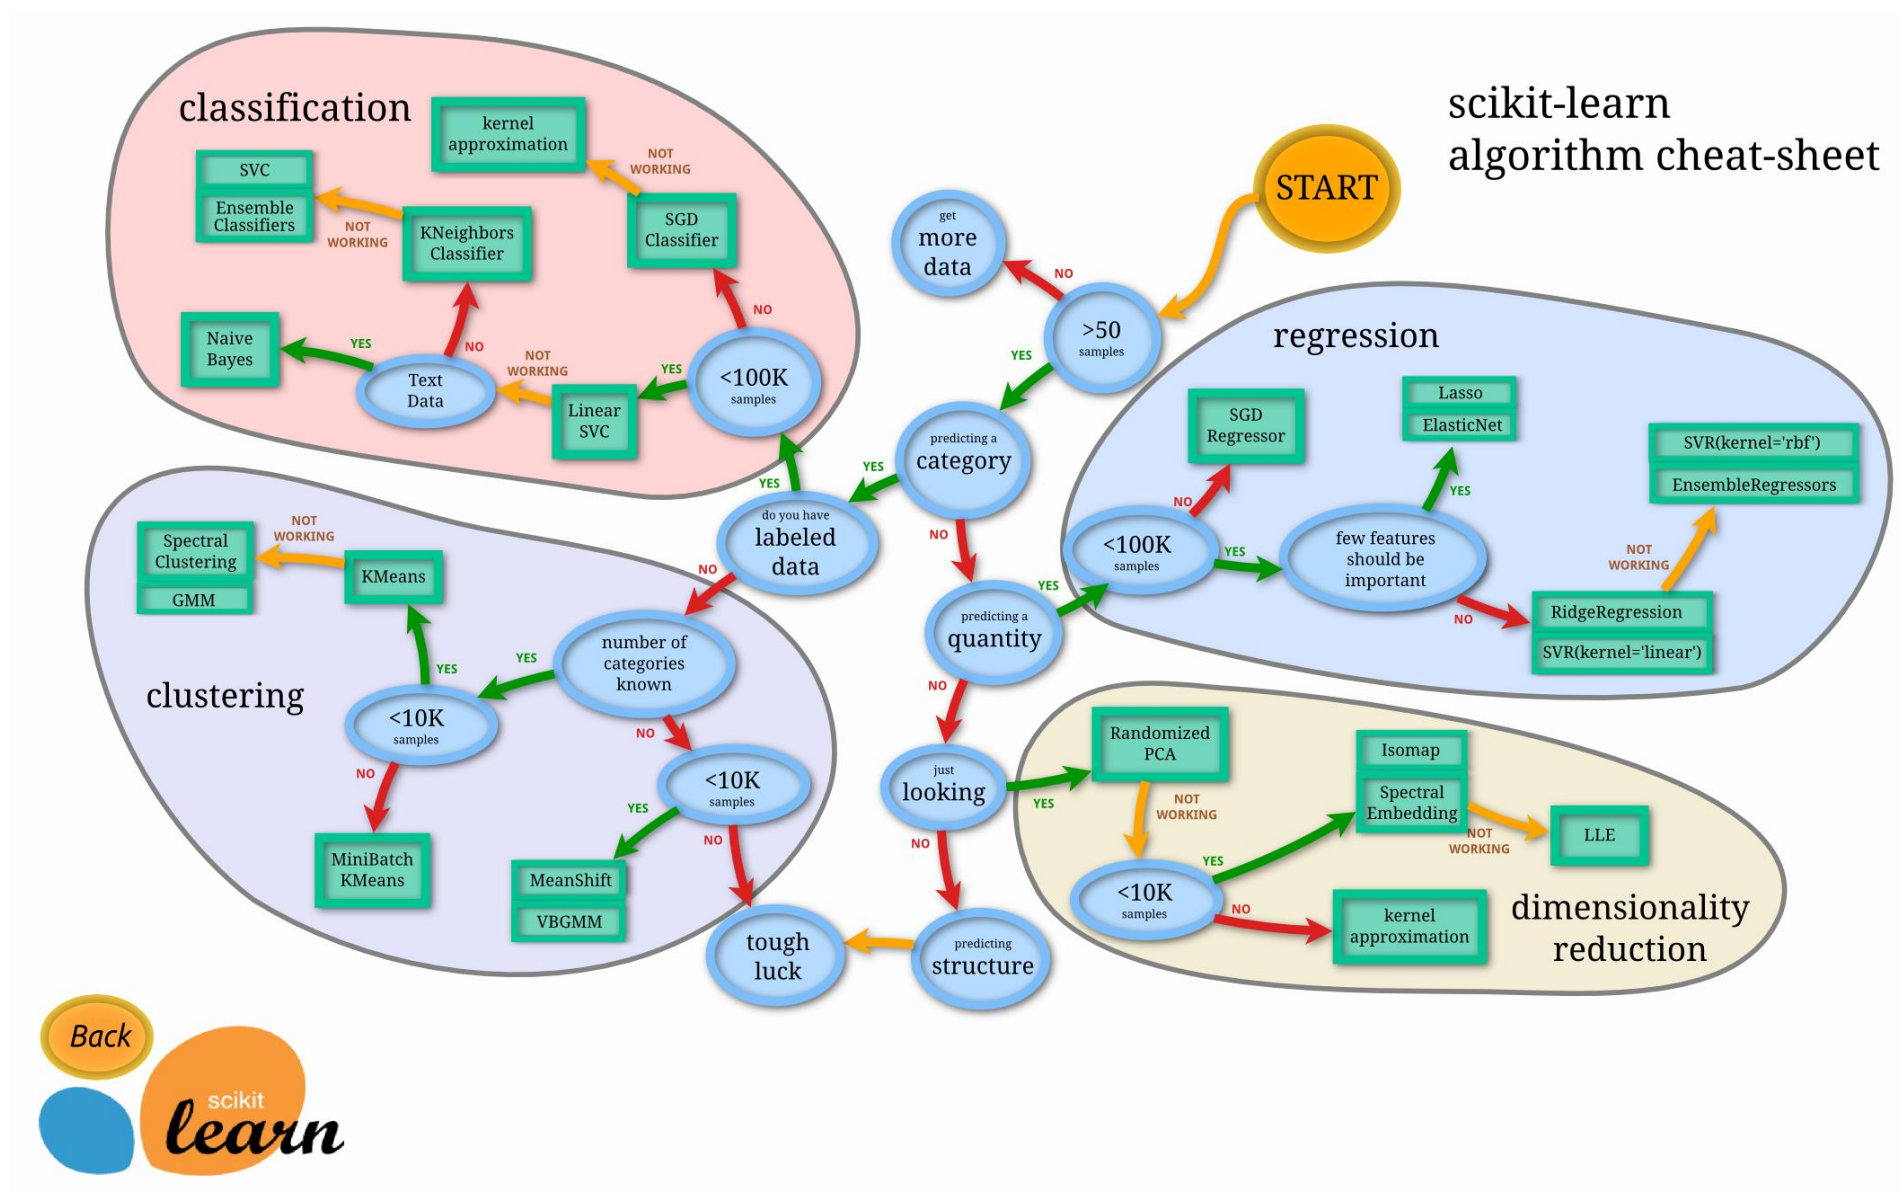 scikit-learn
algorithm cheat-sheet
START
get
more
data
NO
>50
samples
YES
predicting a
category
YES
NO
do you have
labeled
data
YES
NO
predicting a
quantity
YES
NO
just
looking
YES
NO
predicting
structure
tough
luck
classification
kernel
approximation
NOT
WORKING
SVC
Ensemble
Classifiers
NOT
WORKING
KNeighbors
Classifier
SGD
Classifier
NO
Naive
Bayes
YES
NO
Text
Data
NOT
WORKING
Linear
SVC
YES
<100K
samples
regression
SGD
Regressor
NO
Lasso
ElasticNet
YES
SVR(kernel='rbf')
EnsembleRegressors
<100K
samples
YES
few features
should be
important
NOT
WORKING
NO
RidgeRegression
SVR(kernel='linear')
clustering
Spectral
Clustering
GMM
NOT
WORKING
KMeans
YES
number of
categories
known
YES
NO
<10K
samples
NO
MiniBatch
KMeans
<10K
samples
YES
NO
MeanShift
VBGMM
Randomized
PCA
NOT
WORKING
Isomap
Spectral
Embedding
NOT
WORKING
LLE
YES
<10K
samples
NO
kernel
approximation
dimensionality
reduction
Back
scikit
learn